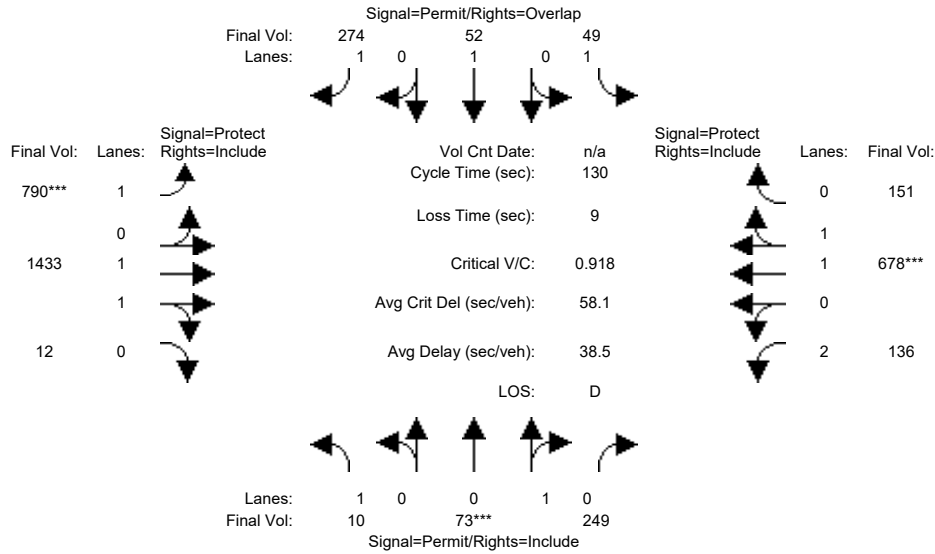 Signal=Permit/Rights=Overlap
Final Vol: 274 52 49
Lanes: 1 0 1 0 1
Signal=Protect Signal=Protect
Final Vol: Lanes: Rights=Include Vol Cnt Date: n/a Rights=Include Lanes: Final Vol:
Cycle Time (sec): 130
790*** 1 0 151
Loss Time (sec): 9
0 1
1433 1 Critical V/C: 0.918 1 678***
1 Avg Crit Del (sec/veh): 58.1 0
12 0 Avg Delay (sec/veh): 38.5 2 136
LOS: D
Lanes: 1 0 0 1 0
Final Vol: 10 73*** 249
Signal=Permit/Rights=Include